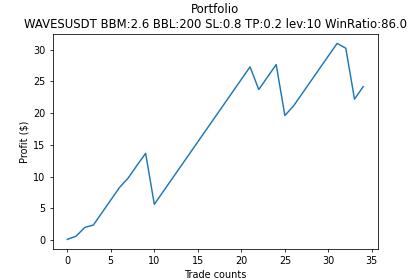 Portfolio
WAVESUSDT BBM:2.6 BBL:200 SL:0.8 TP:0.2 lev:10 WinRatio:86.0
Profit ($)
30
25
20
15
10
5
0
0 5 10 15 20 25 30 35
Trade counts